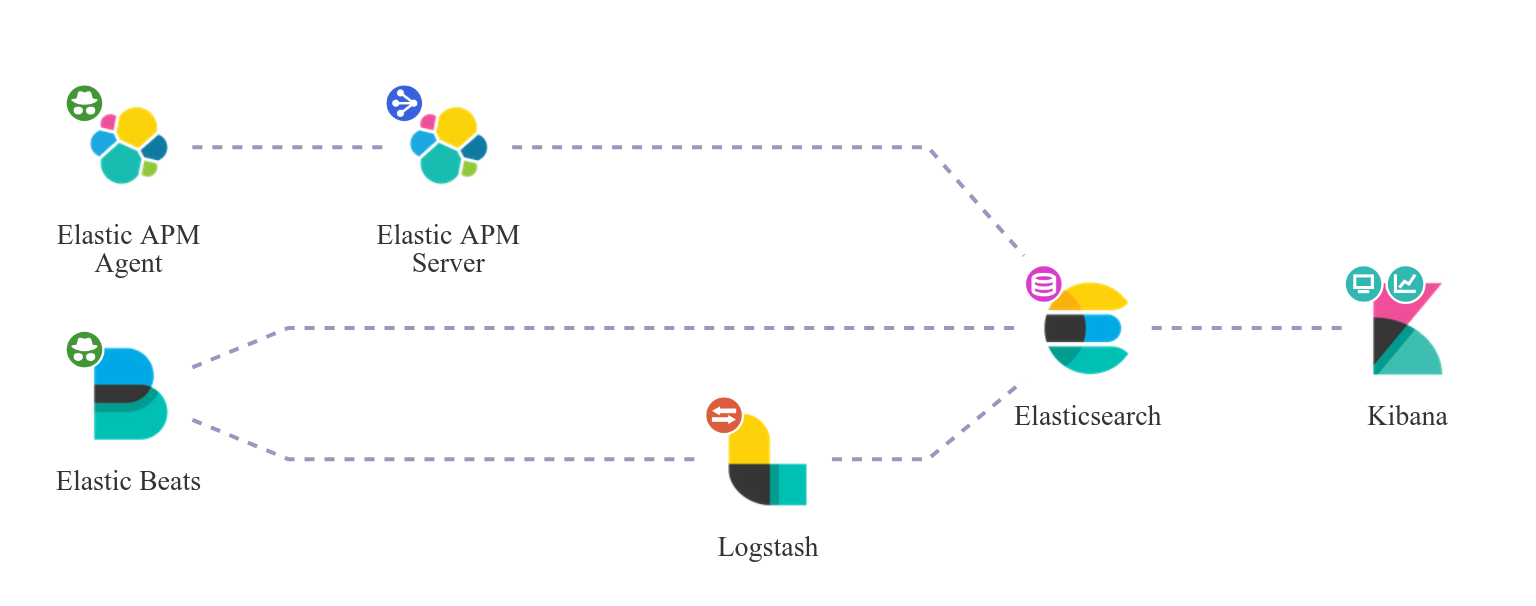 Elastic APM
Agent
Elastic APM
Server
Elastic Beats
Logstash
Elasticsearch
Kibana